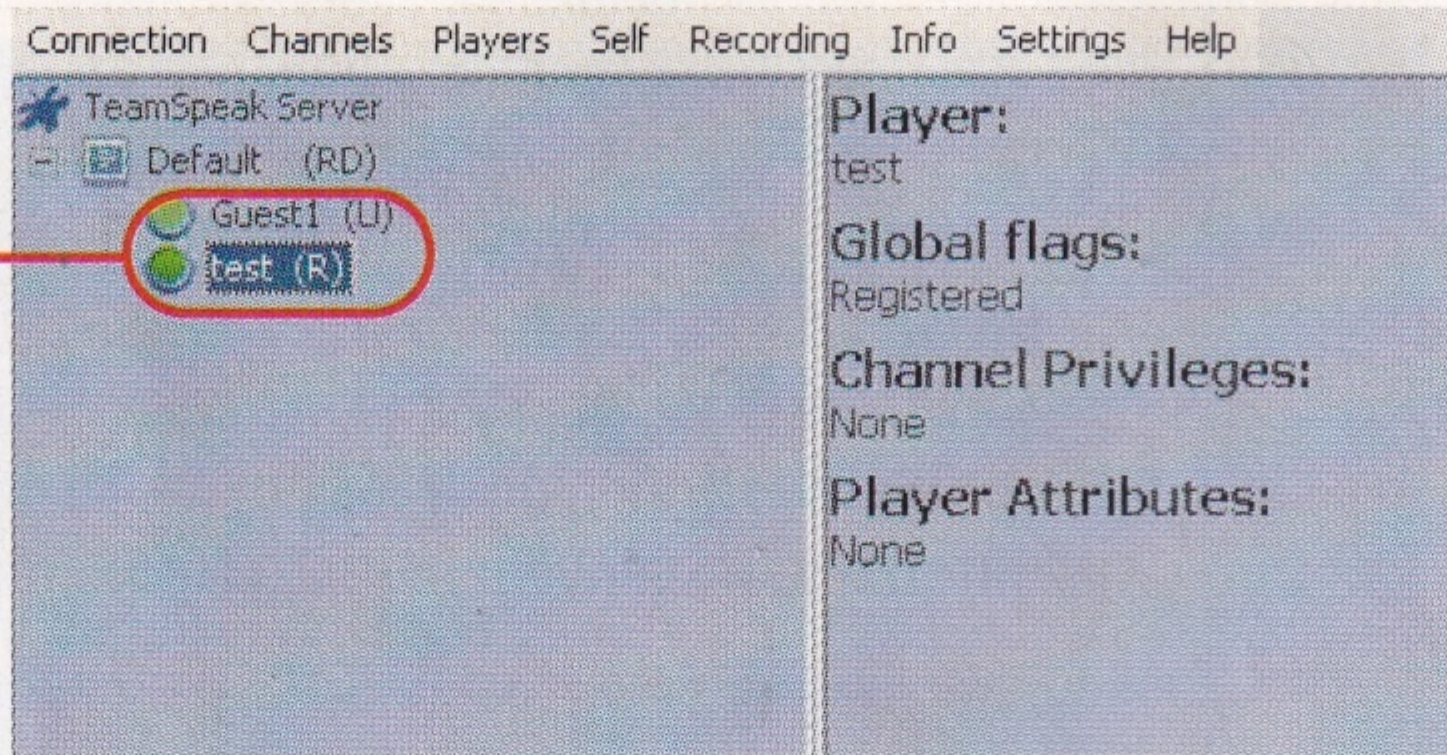 Connection Channels Players Self Recording Info Settings Help
TeamSpeak Server
Default (RD)
Guest1 (U)
test (R)
Player:
test
Global flags:
Registered
Channel Privileges:
None
Player Attributes:
None